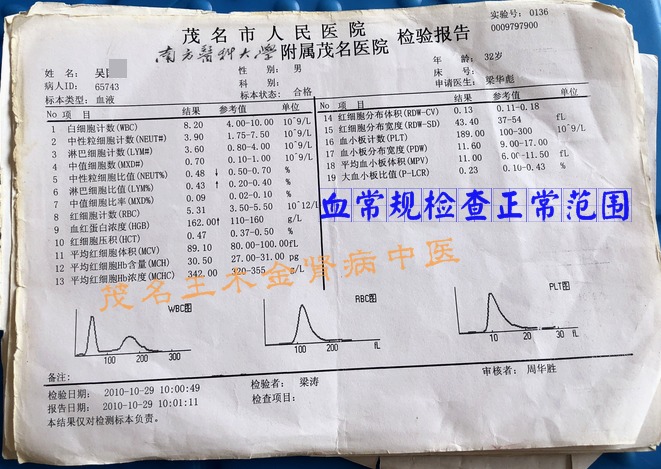 实验号: 0136
茂名市人民医院
0009797900
南方医科大学附属茂名医院 检验报告
姓 名: 吴
性 别: 男
年 龄: 32岁
病人ID: 65743
科 别:
床 号:
标本类型: 血液
标本状态: 合格
申请医生: 梁华彪
No 项 目 结果 参考值 单位
1 白细胞计数(WBC) 8.20 4.00-10.00 10^9/L
2 中性粒细胞计数(NEUT#) 3.90 1.75-7.50 10^9/L
3 淋巴细胞计数(LYM#) 3.60 0.80-4.00 10^9/L
4 中值细胞数(MXD#) 0.70 0.10-1.00 10^9/L
5 中性粒细胞比值(NEUT%) 0.48 ↓ 0.50-0.70 %
6 淋巴细胞比值(LYM%) 0.43 ↑ 0.20-0.40 %
7 中值细胞比率(MXD%) 0.09 0.02-0.10 %
8 红细胞计数(RBC) 5.31 3.50-5.50 10^12/L
9 血红蛋白浓度(HGB) 162.00↑ 110-160 g/L
10 红细胞压积(HCT) 0.47 0.37-0.50 %
11 平均红细胞体积(MCV) 89.10 80.00-100.00 fL
12 平均红细胞Hb含量(MCH) 30.50 27.00-31.00 pg
13 平均红细胞Hb浓度(MCHC) 342.00 320-355 g/L
No 项 目 结果 参考值 单位
14 红细胞分布体积(RDW-CV) 0.13 0.11-0.18
15 红细胞分布宽度(RDW-SD) 43.40 37-54 fL
16 血小板计数(PLT) 189.00 100-300 10^9/L
17 血小板分布宽度(PDW) 11.60 9.00-17.00
18 平均血小板体积(MPV) 11.00 6.00-11.50 fL
19 大血小板比值(P-LCR) 0.23 0.10-0.43 %
血常规检查正常范围
茂名王木金肾病中医
WBC图
100 200 300
RBC图
100 200 fL
PLT图
10 20 30 fL
备注:
检验日期: 2010-10-29 10:00:49
检验者: 梁涛
审核者: 周华胜
报告日期: 2010-10-29 10:01:11
检查项目:
本结果仅对检测标本负责。